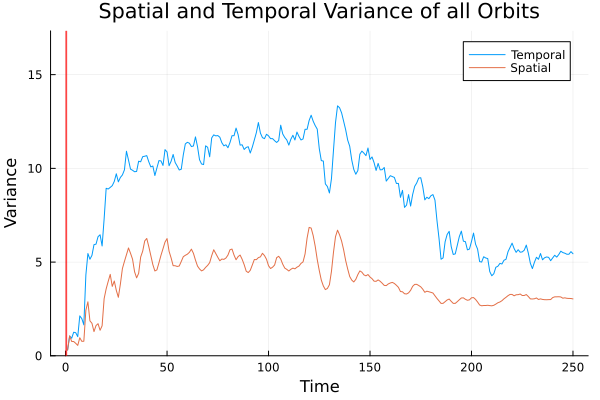 Spatial and Temporal Variance of all Orbits
Temporal
Spatial
15
10
5
0
Variance
0 50 100 150 200 250
Time